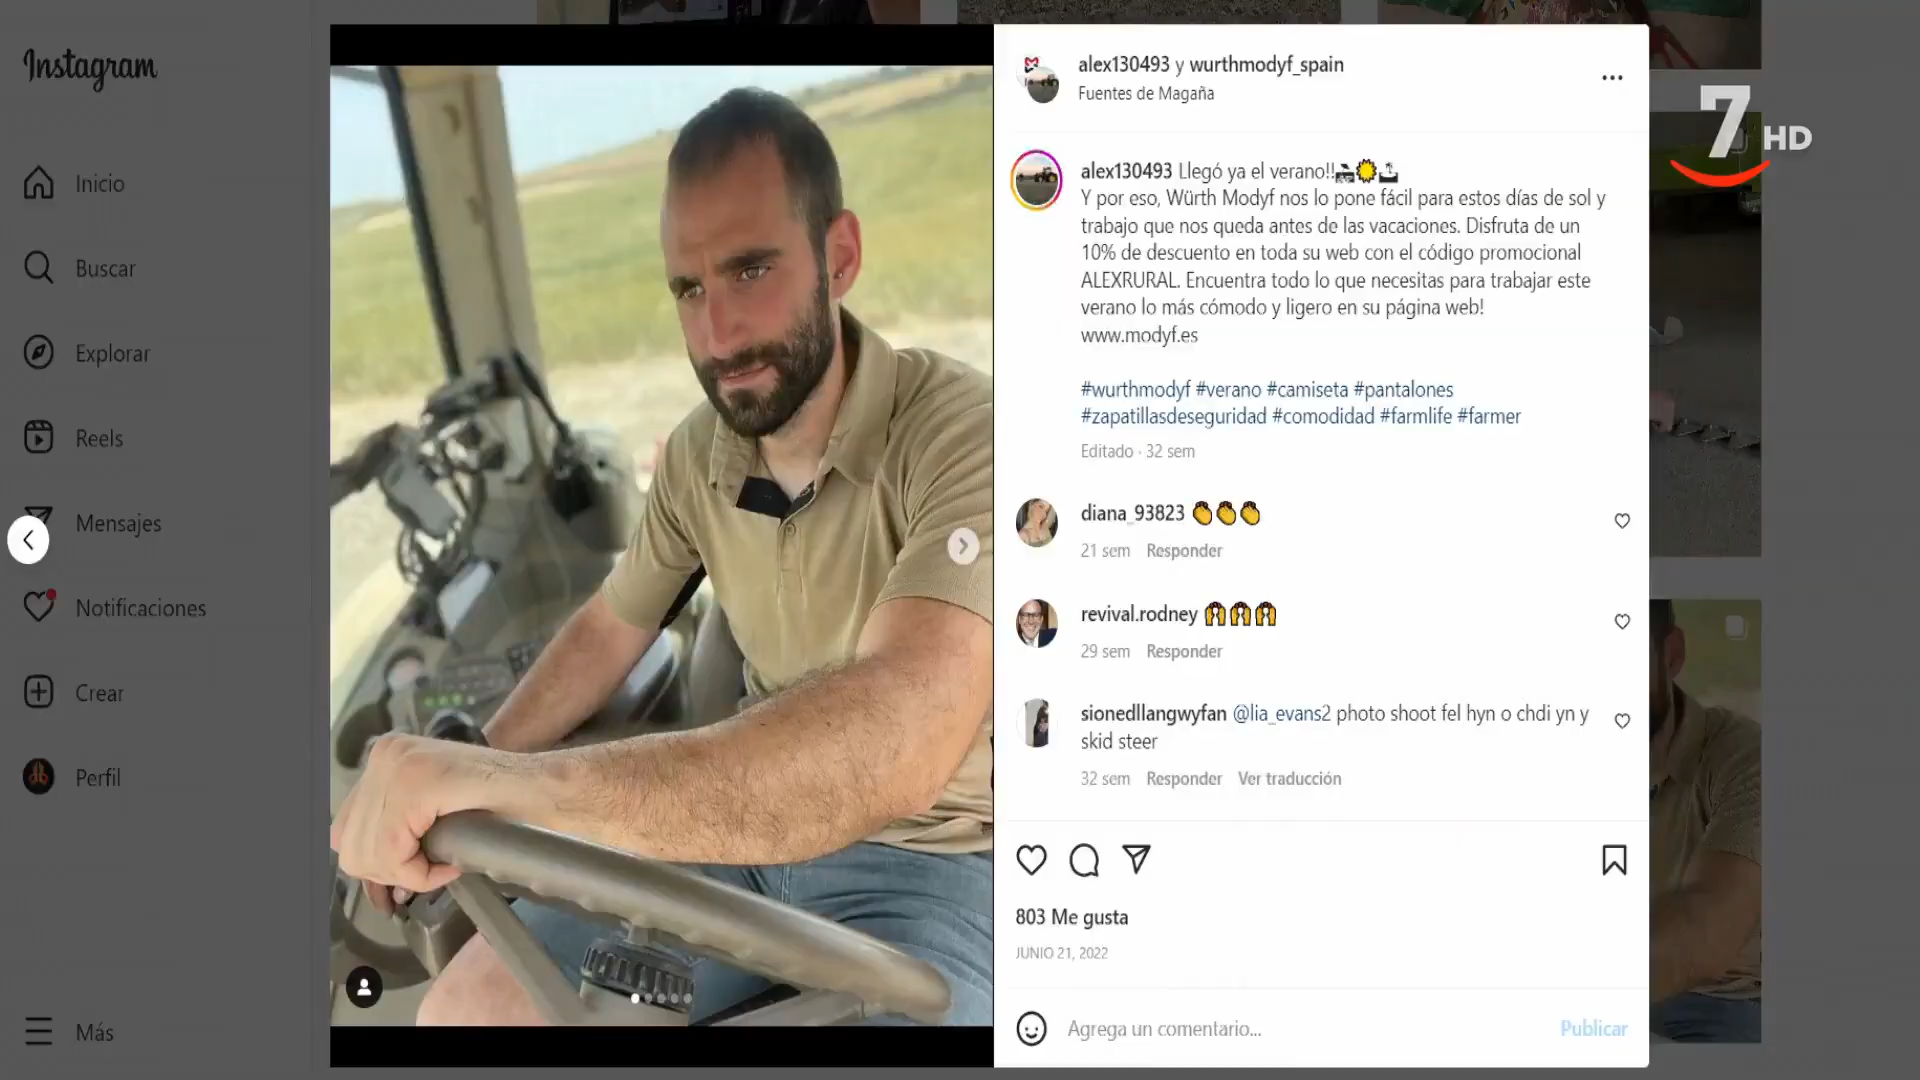 Instagram
Inicio
Buscar
Explorar
Reels
Mensajes
Notificaciones
Crear
Perfil
Más
alex130493 y wurthmodyf_spain
Fuentes de Magaña
7 HD
alex130493 Llegó ya el verano!!
Y por eso, Würth Modyf nos lo pone fácil para estos días de sol y
trabajo que nos queda antes de las vacaciones. Disfruta de un
10% de descuento en toda su web con el código promocional
ALEXRURAL. Encuentra todo lo que necesitas para trabajar este
verano lo más cómodo y ligero en su página web!
www.modyf.es
#wurthmodyf #verano #camiseta #pantalones
#zapatillasdeseguridad #comodidad #farmlife #farmer
Editado · 32 sem
diana_93823 👏👏👏
21 sem Responder
revival.rodney 🙌🙌🙌
29 sem Responder
sionedllangwyfan @lia_evans2 photo shoot fel hyn o chdi yn y
skid steer
32 sem Responder Ver traducción
803 Me gusta
JUNIO 21, 2022
Agrega un comentario... Publicar